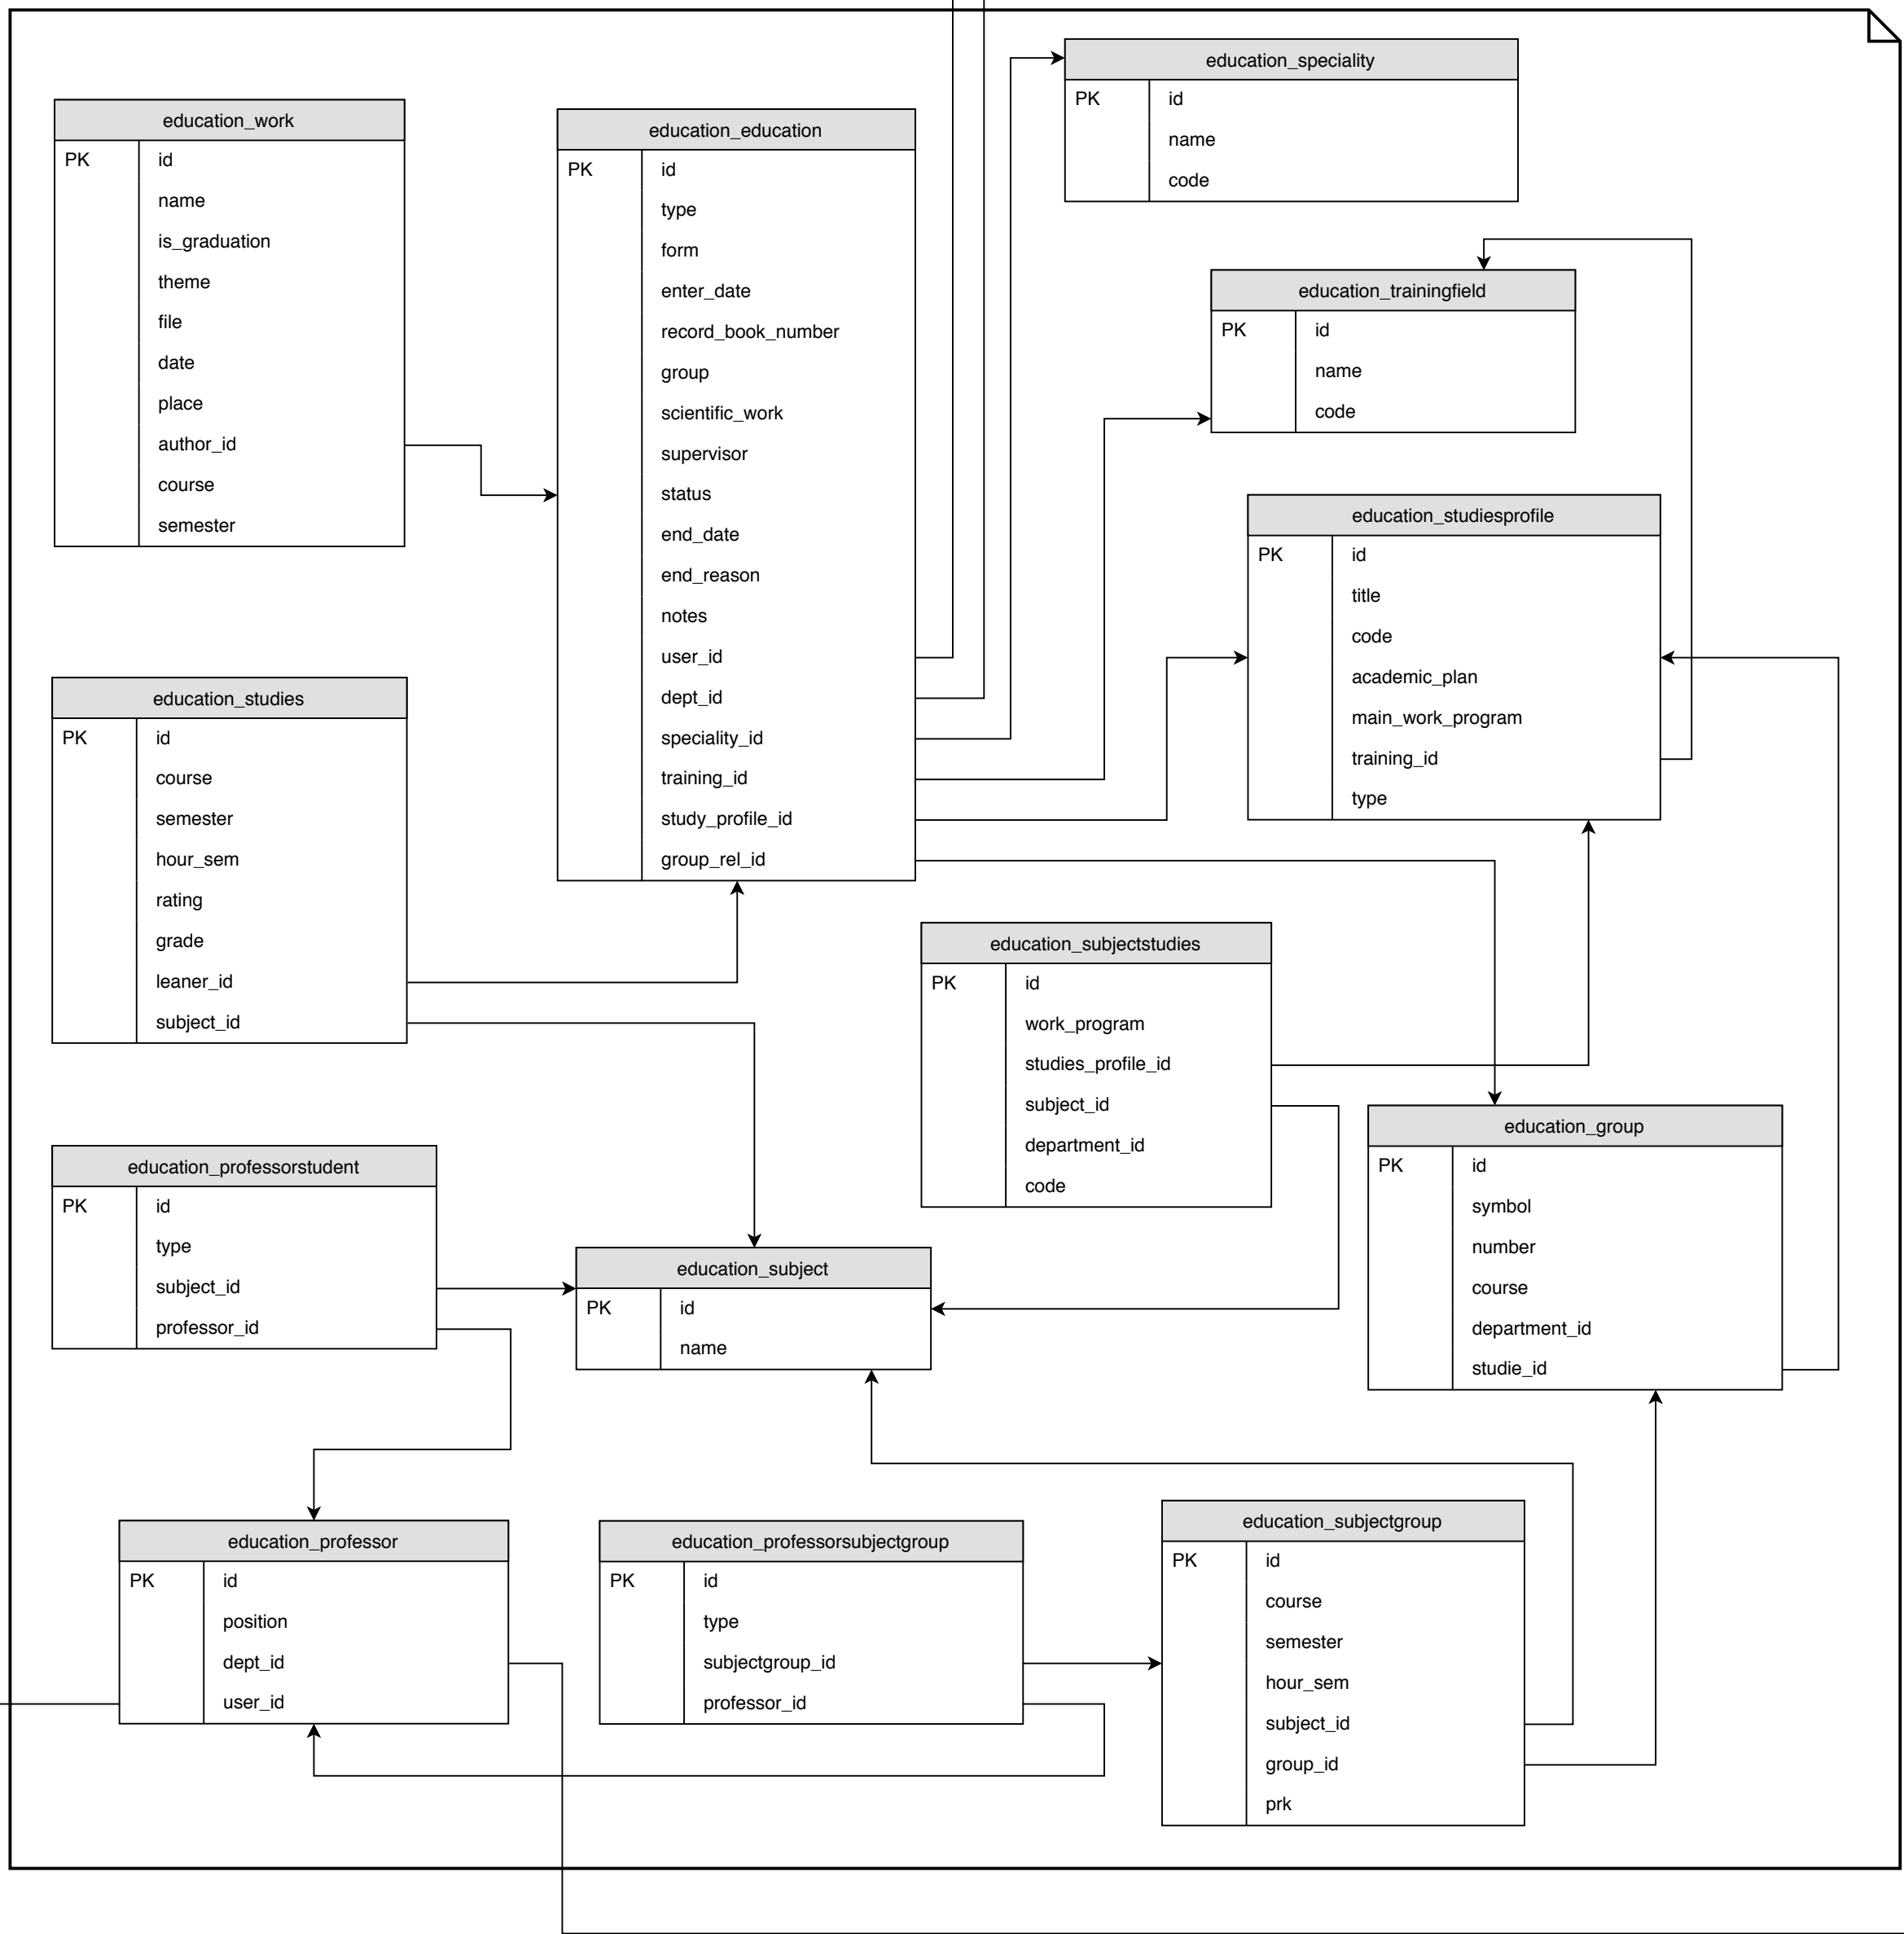 education_work
PK id
name
is_graduation
theme
file
date
place
author_id
course
semester
education_education
PK id
type
form
enter_date
record_book_number
group
scientific_work
supervisor
status
end_date
end_reason
notes
user_id
dept_id
speciality_id
training_id
study_profile_id
group_rel_id
education_speciality
PK id
name
code
education_trainingfield
PK id
name
code
education_studiesprofile
PK id
title
code
academic_plan
main_work_program
training_id
type
education_studies
PK id
course
semester
hour_sem
rating
grade
leaner_id
subject_id
education_subjectstudies
PK id
work_program
studies_profile_id
subject_id
department_id
code
education_group
PK id
symbol
number
course
department_id
studie_id
education_professorstudent
PK id
type
subject_id
professor_id
education_subject
PK id
name
education_professor
PK id
position
dept_id
user_id
education_professorsubjectgroup
PK id
type
subjectgroup_id
professor_id
education_subjectgroup
PK id
course
semester
hour_sem
subject_id
group_id
prk